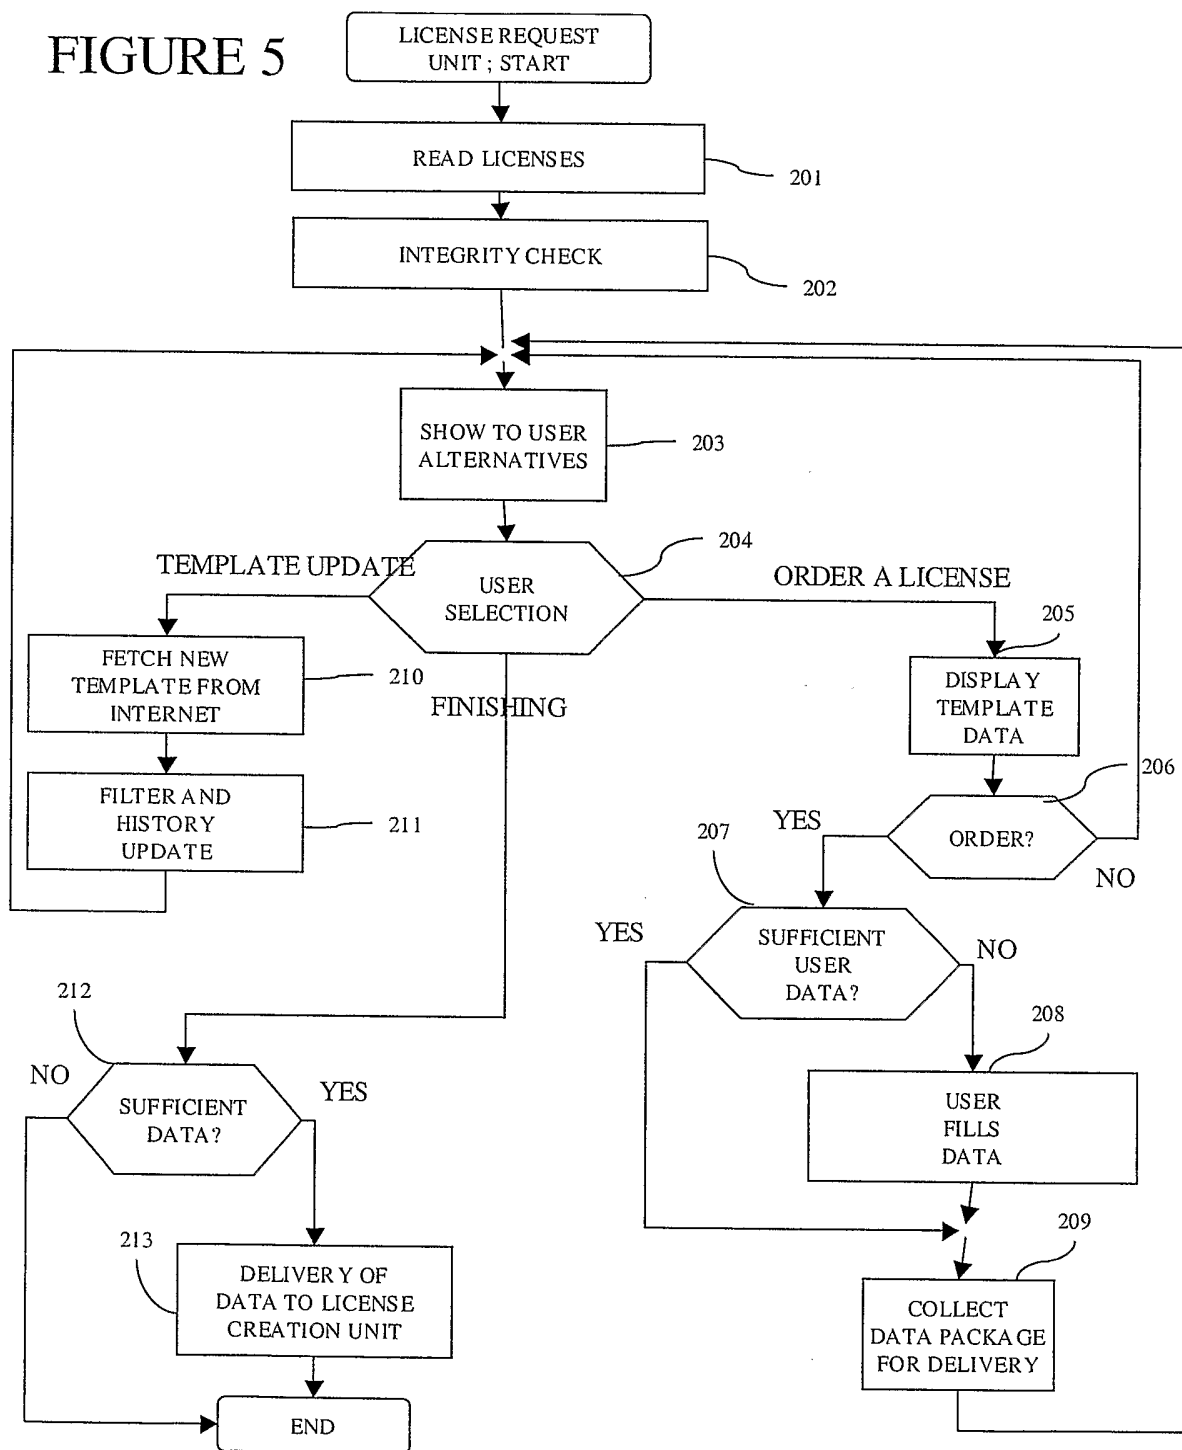 FIGURE 5
LICENSE REQUEST
UNIT ; START
READ LICENSES
201
INTEGRITY CHECK
202
SHOW TO USER
ALTERNATIVES
203
204
TEMPLATE UPDATE
USER
SELECTION
ORDER A LICENSE
205
FETCH NEW
TEMPLATE FROM
INTERNET
210
FINISHING
DISPLAY
TEMPLATE
DATA
206
FILTER AND
HISTORY
UPDATE
211
YES
ORDER?
NO
207
YES
SUFFICIENT
USER
DATA?
NO
212
208
NO
YES
SUFFICIENT
DATA?
USER
FILLS
DATA
213
209
DELIVERY OF
DATA TO LICENSE
CREATION UNIT
COLLECT
DATA PACKAGE
FOR DELIVERY
END